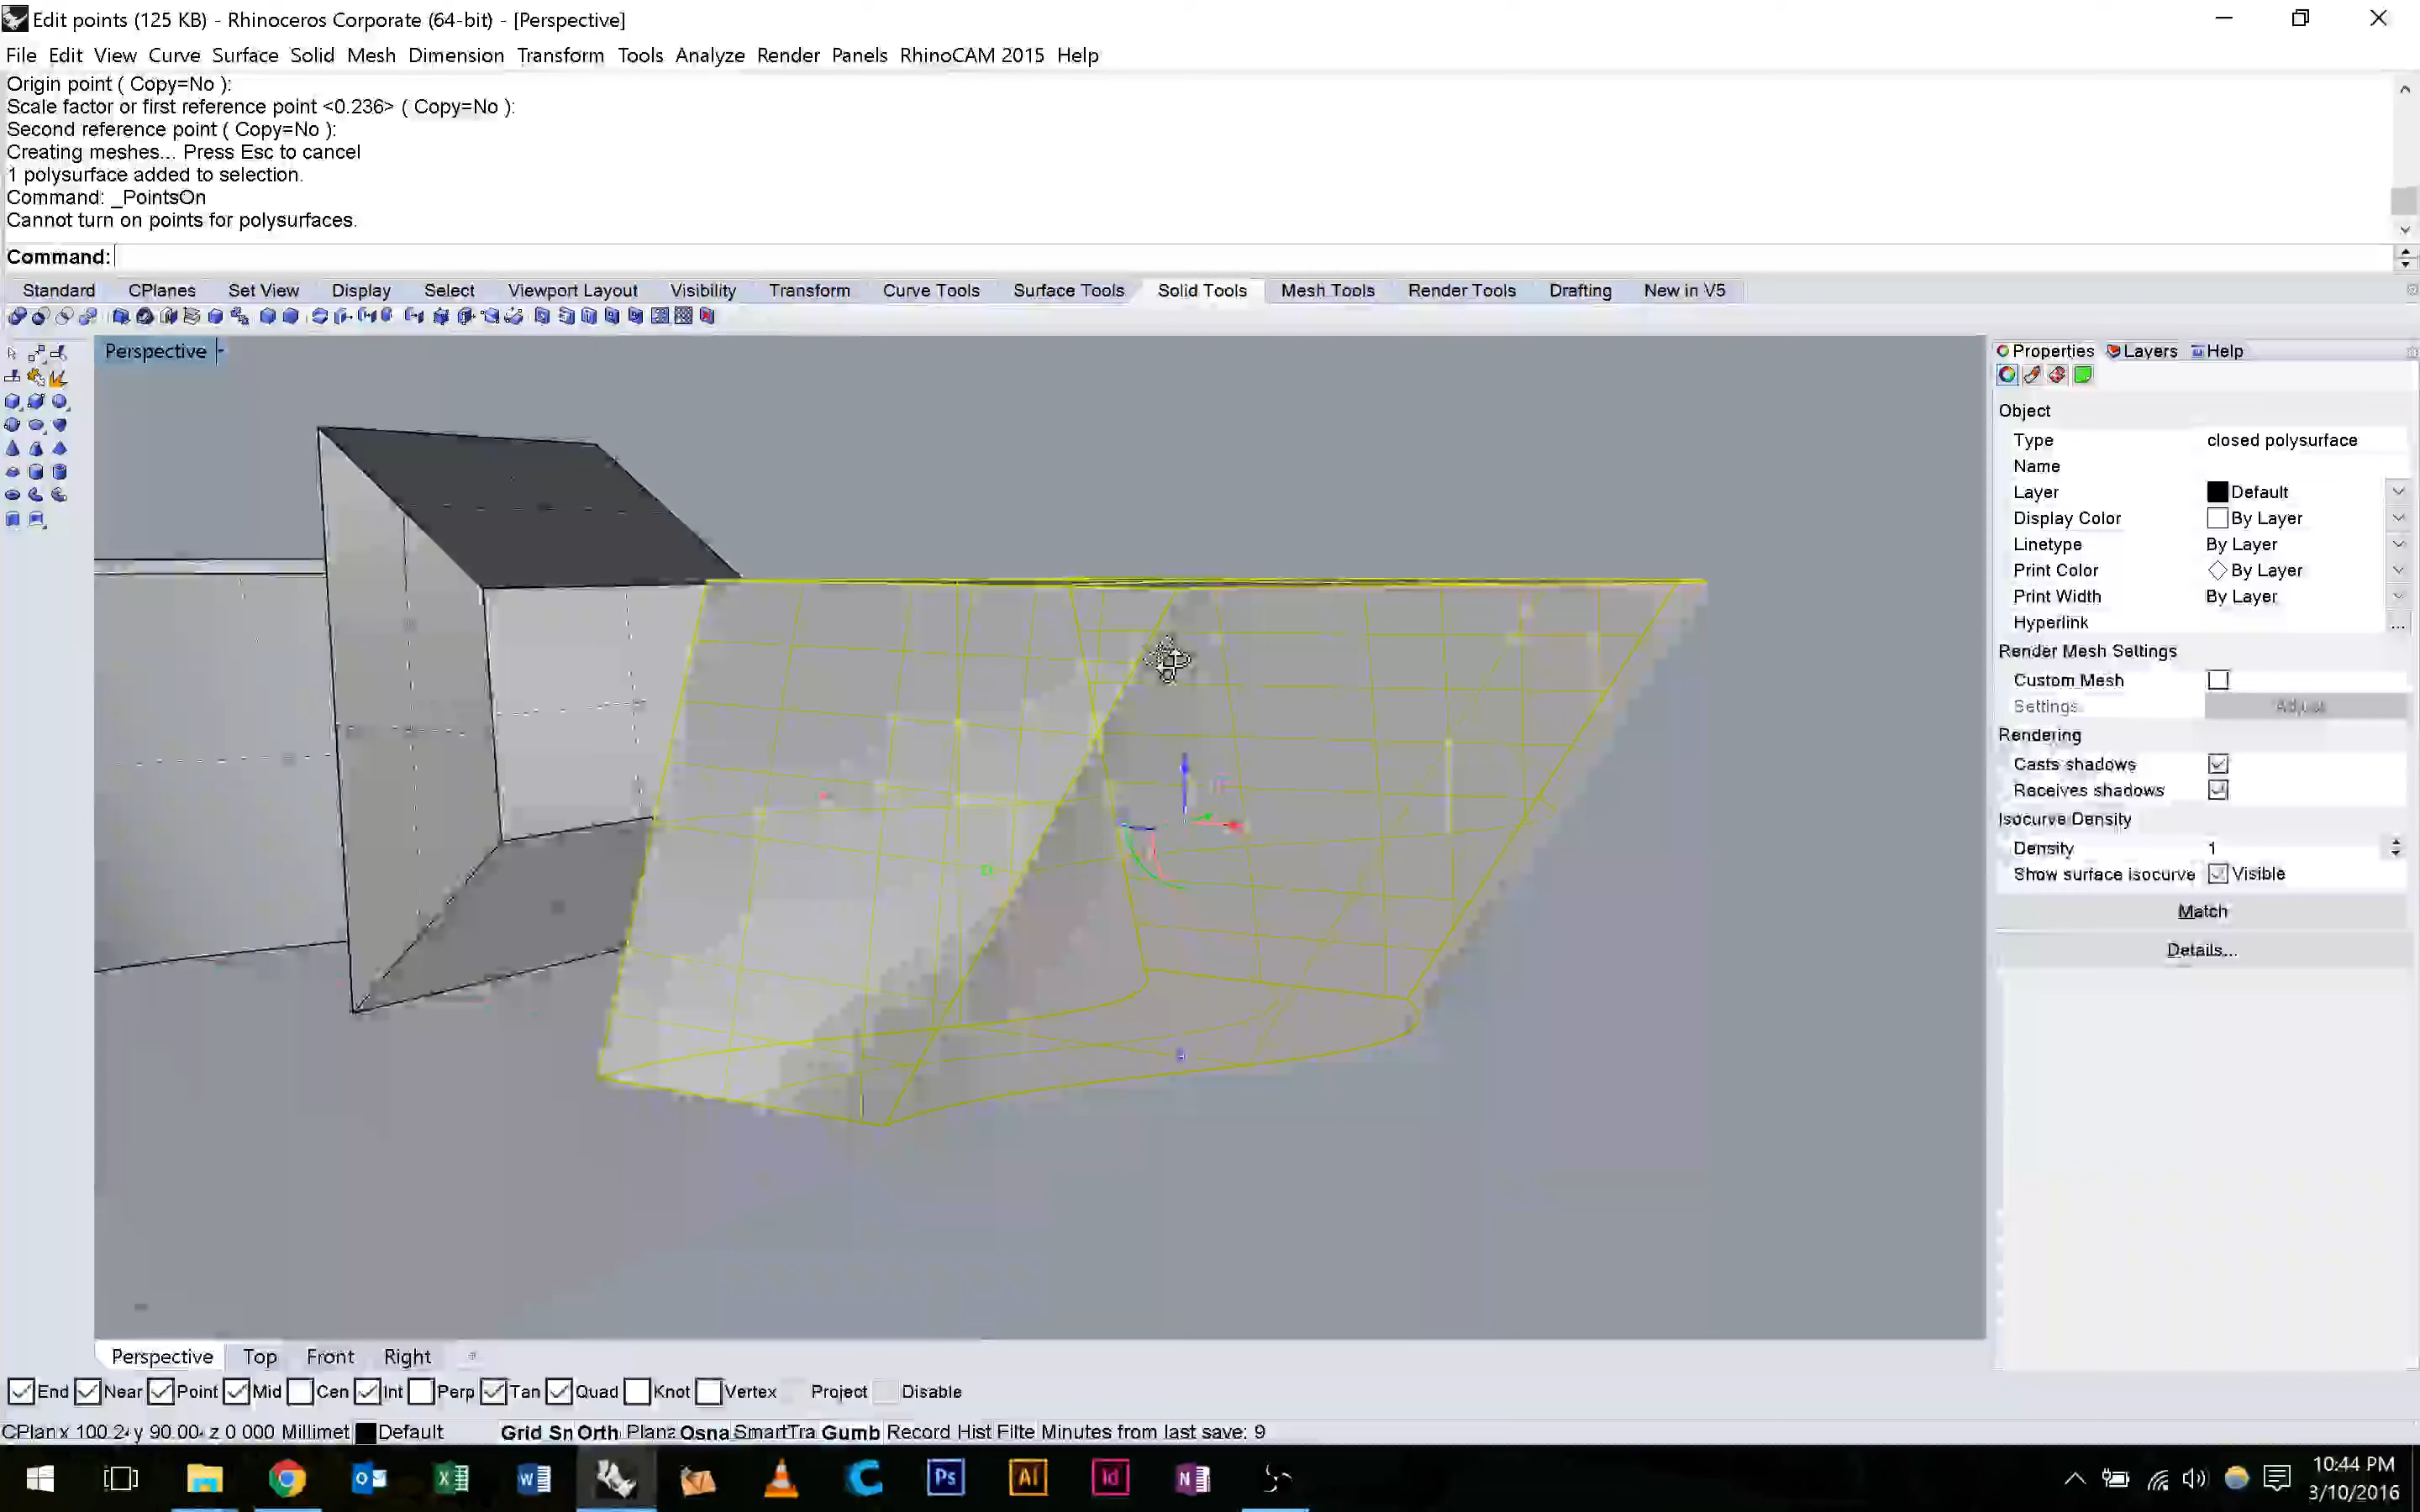 Edit points (125 KB) - Rhinoceros Corporate (64-bit) - [Perspective]
File Edit View Curve Surface Solid Mesh Dimension Transform Tools Analyze Render Panels RhinoCAM 2015 Help
Origin point ( Copy=No ):
Scale factor or first reference point <0.236> ( Copy=No ):
Second reference point ( Copy=No ):
Creating meshes... Press Esc to cancel
1 polysurface added to selection.
Command: _PointsOn
Cannot turn on points for polysurfaces.
Command:
Standard CPlanes Set View Display Select Viewport Layout Visibility Transform Curve Tools Surface Tools Solid Tools Mesh Tools Render Tools Drafting New in V5
Perspective
Properties Layers Help
Object
Type closed polysurface
Name
Layer Default
Display Color By Layer
Linetype By Layer
Print Color By Layer
Print Width By Layer
Hyperlink ...
Render Mesh Settings
Custom Mesh
Settings Adjust
Rendering
Casts shadows
Receives shadows
Isocurve Density
Density 1
Show surface isocurve Visible
Match
Details...
Perspective Top Front Right
End Near Point Mid Cen Int Perp Tan Quad Knot Vertex Project Disable
CPlan x 100.2 y 90.00 z 0.000 Millimet Default Grid Sn Orth Plana Osna SmartTra Gumb Record Hist Filte Minutes from last save: 9
Ps Ai Id N
10:44 PM
3/10/2016